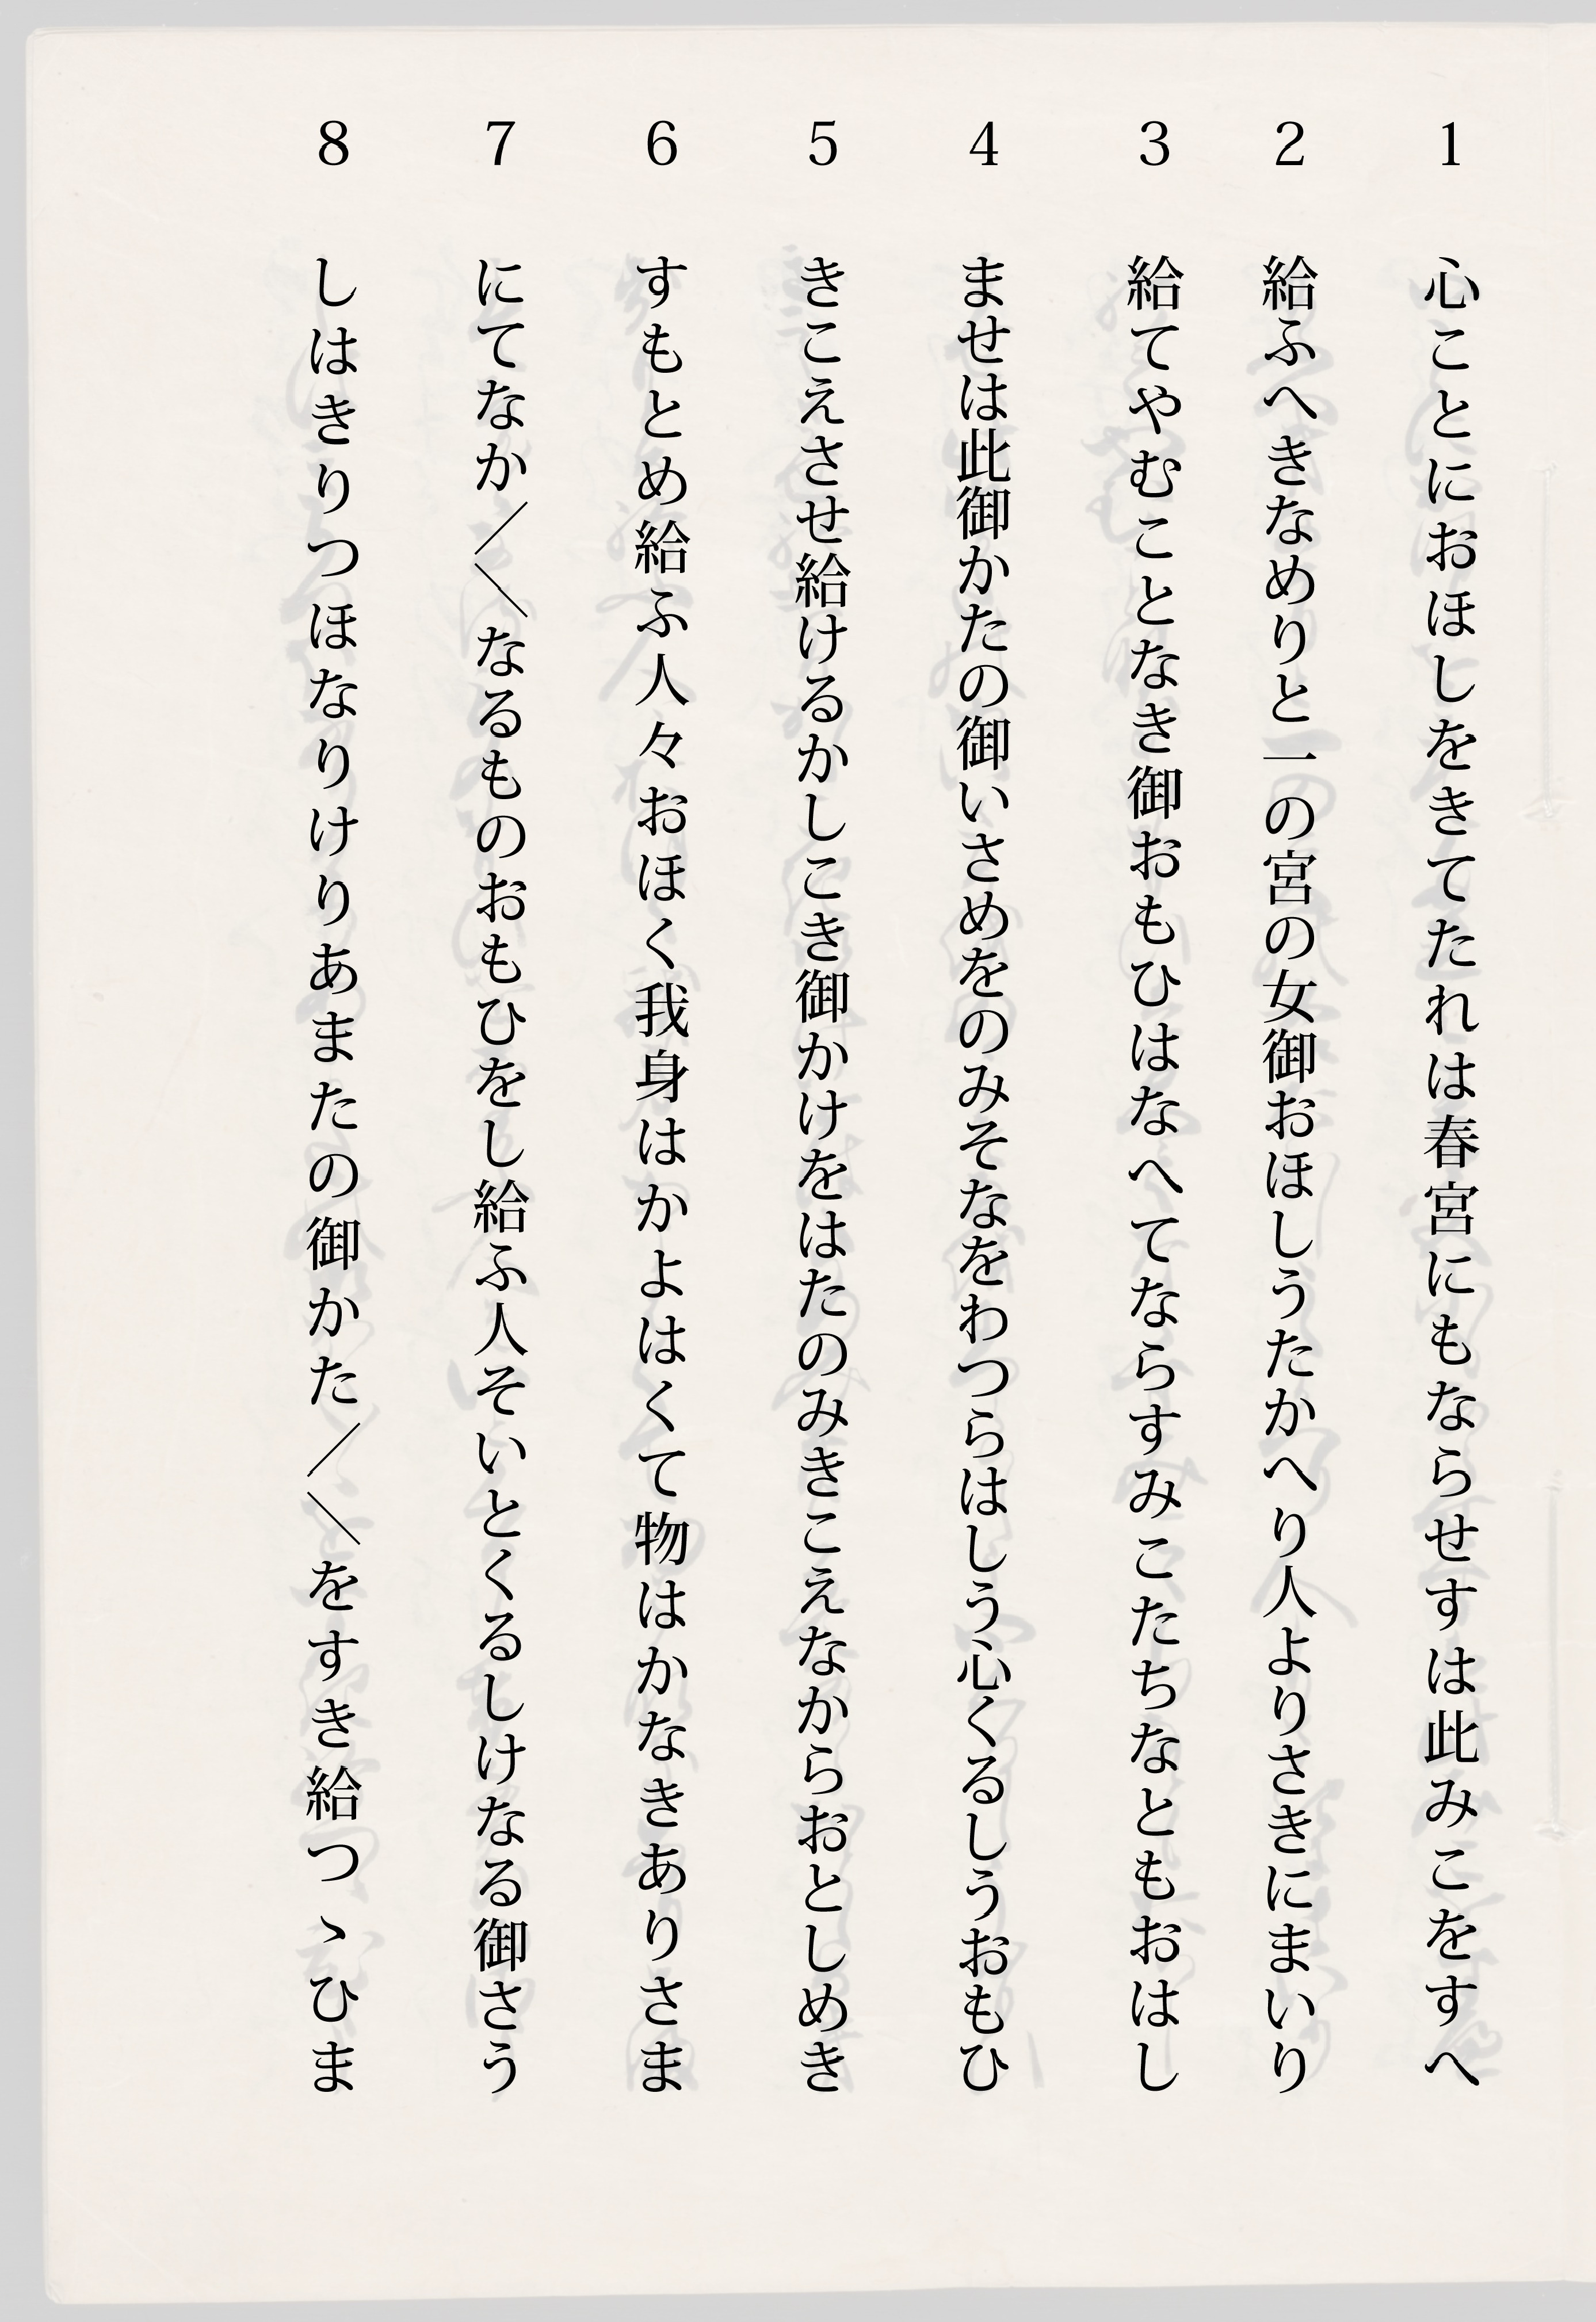 1 心ことにおほしをきてたれは春宮にもならせすは此みこをすへ
2 給ふへきなめりと一の宮の女御おほしうたかへり人よりさきにまいり
3 給てやむことなき御おもひはなへてならすみこたちなともおはし
4 ませは此御かたの御いさめをのみそなをわつらはしう心くるしうおもひ
5 きこえさせ給けるかしこき御かけをはたのみきこえなからおとしめき
6 すもとめ給ふ人々おほく我身はかよはくて物はかなきありさま
7 にてなか／＼なるものおもひをし給ふ人そいとくるしけなる御さう
8 しはきりつほなりけりあまたの御かた／＼をすき給つゝひま